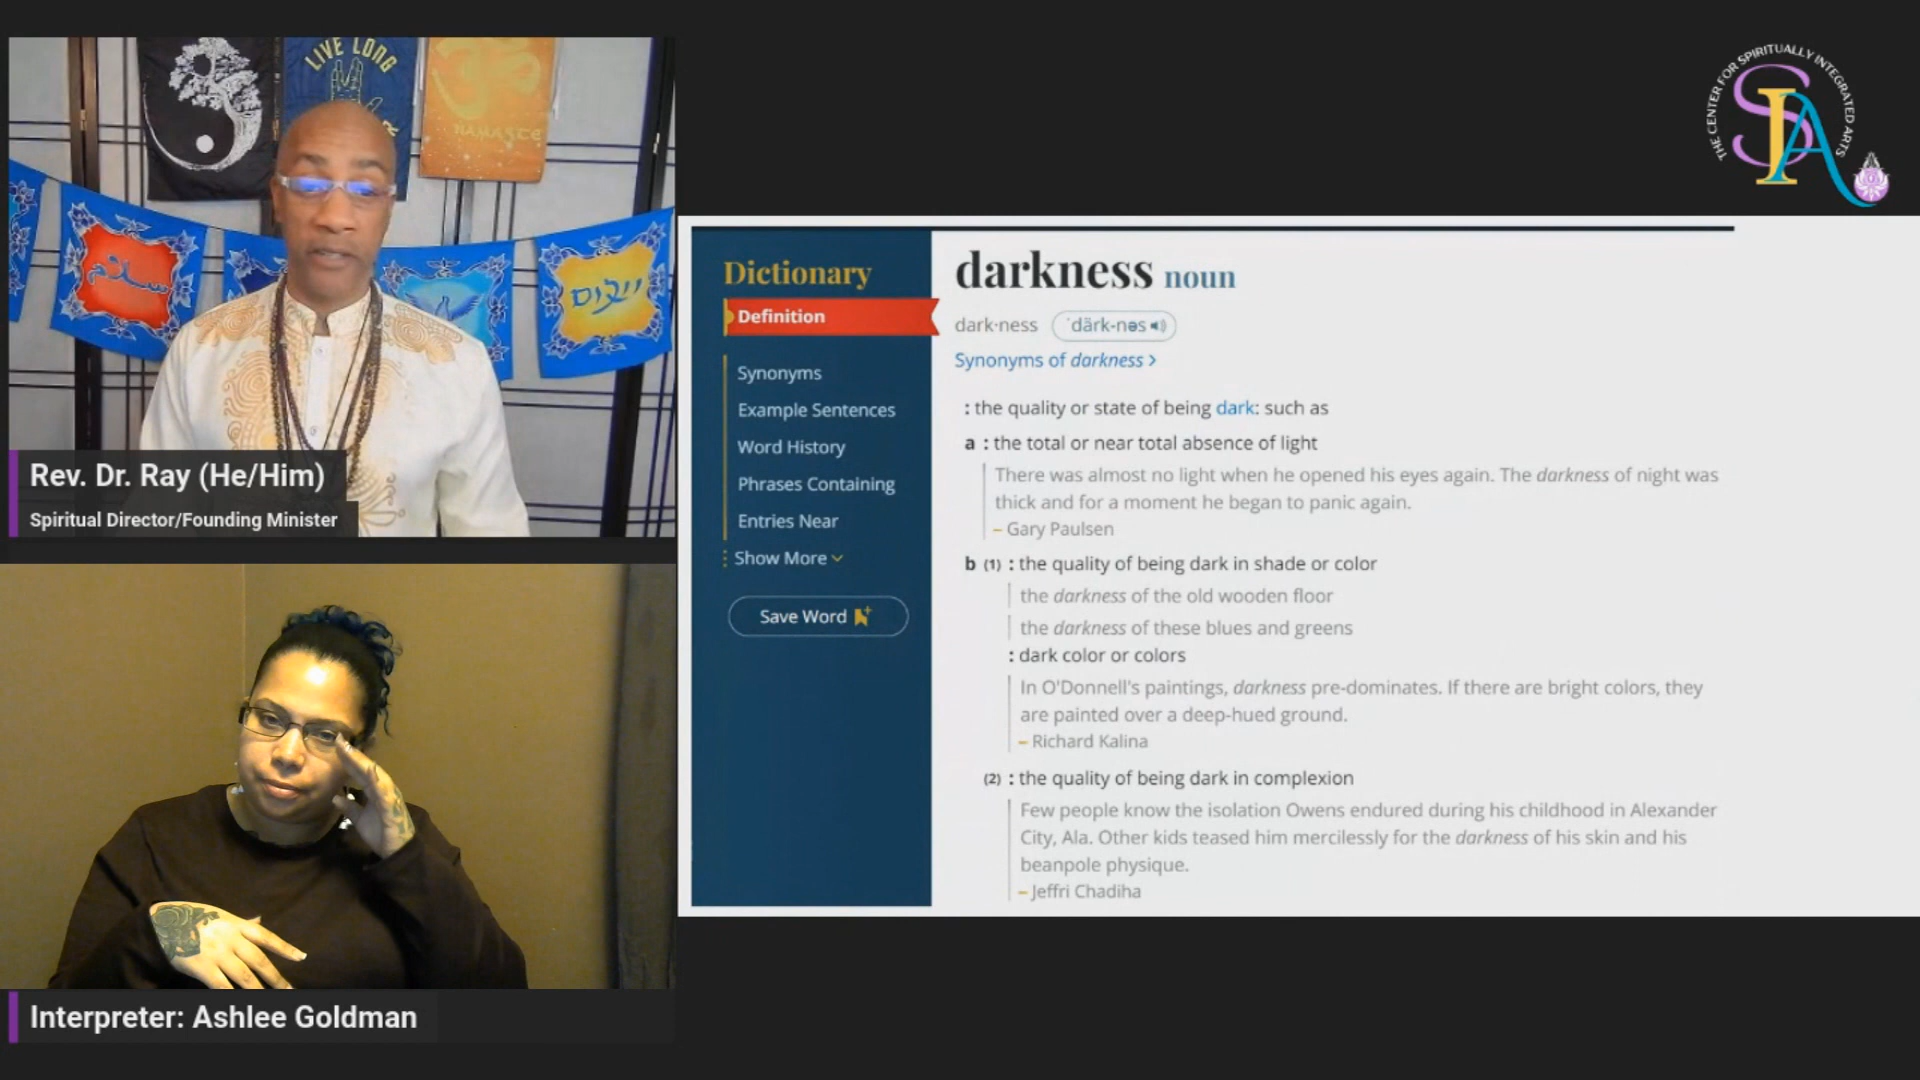 LIVE LONG
NAMASTE
سلام
Rev. Dr. Ray (He/Him)
Spiritual Director/Founding Minister
Interpreter: Ashlee Goldman
THE CENTER FOR SPIRITUALLY INTEGRATED ARTS
SIA
Dictionary
Definition
Synonyms
Example Sentences
Word History
Phrases Containing
Entries Near
Show More
Save Word
darkness noun
dark·ness ˈdärk-nəs
Synonyms of darkness >
: the quality or state of being dark: such as
a : the total or near total absence of light
There was almost no light when he opened his eyes again. The darkness of night was
thick and for a moment he began to panic again.
– Gary Paulsen
b (1) : the quality of being dark in shade or color
the darkness of the old wooden floor
the darkness of these blues and greens
: dark color or colors
In O'Donnell's paintings, darkness pre-dominates. If there are bright colors, they
are painted over a deep-hued ground.
– Richard Kalina
(2) : the quality of being dark in complexion
Few people know the isolation Owens endured during his childhood in Alexander
City, Ala. Other kids teased him mercilessly for the darkness of his skin and his
beanpole physique.
– Jeffri Chadiha